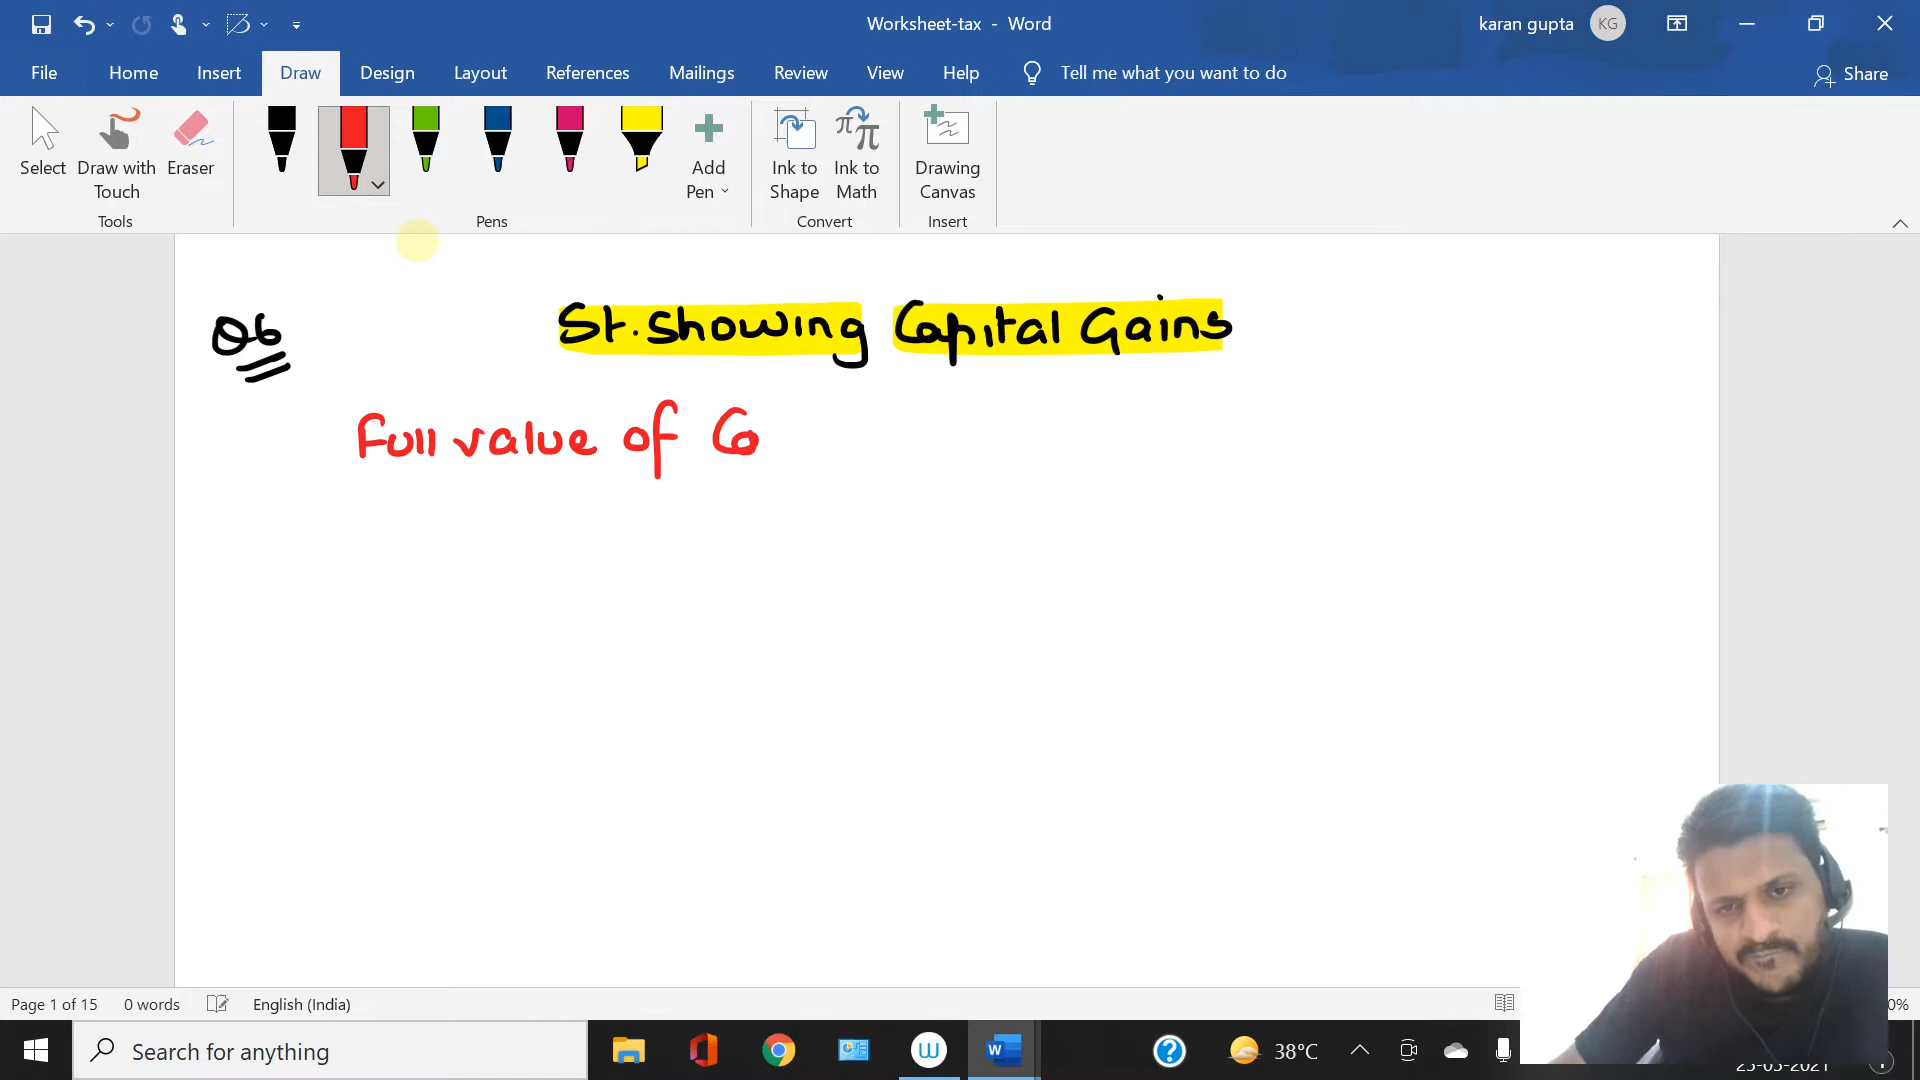 Worksheet-tax - Word
karan gupta KG
File Home Insert Draw Design Layout References Mailings Review View Help Tell me what you want to do Share
Select Draw with Touch Eraser Add Pen Ink to Shape Ink to Math Drawing Canvas
Tools Pens Convert Insert
Q6 St. Showing Capital Gains
Full value of Co
Page 1 of 15 0 words English (India) 0%
Search for anything 38°C